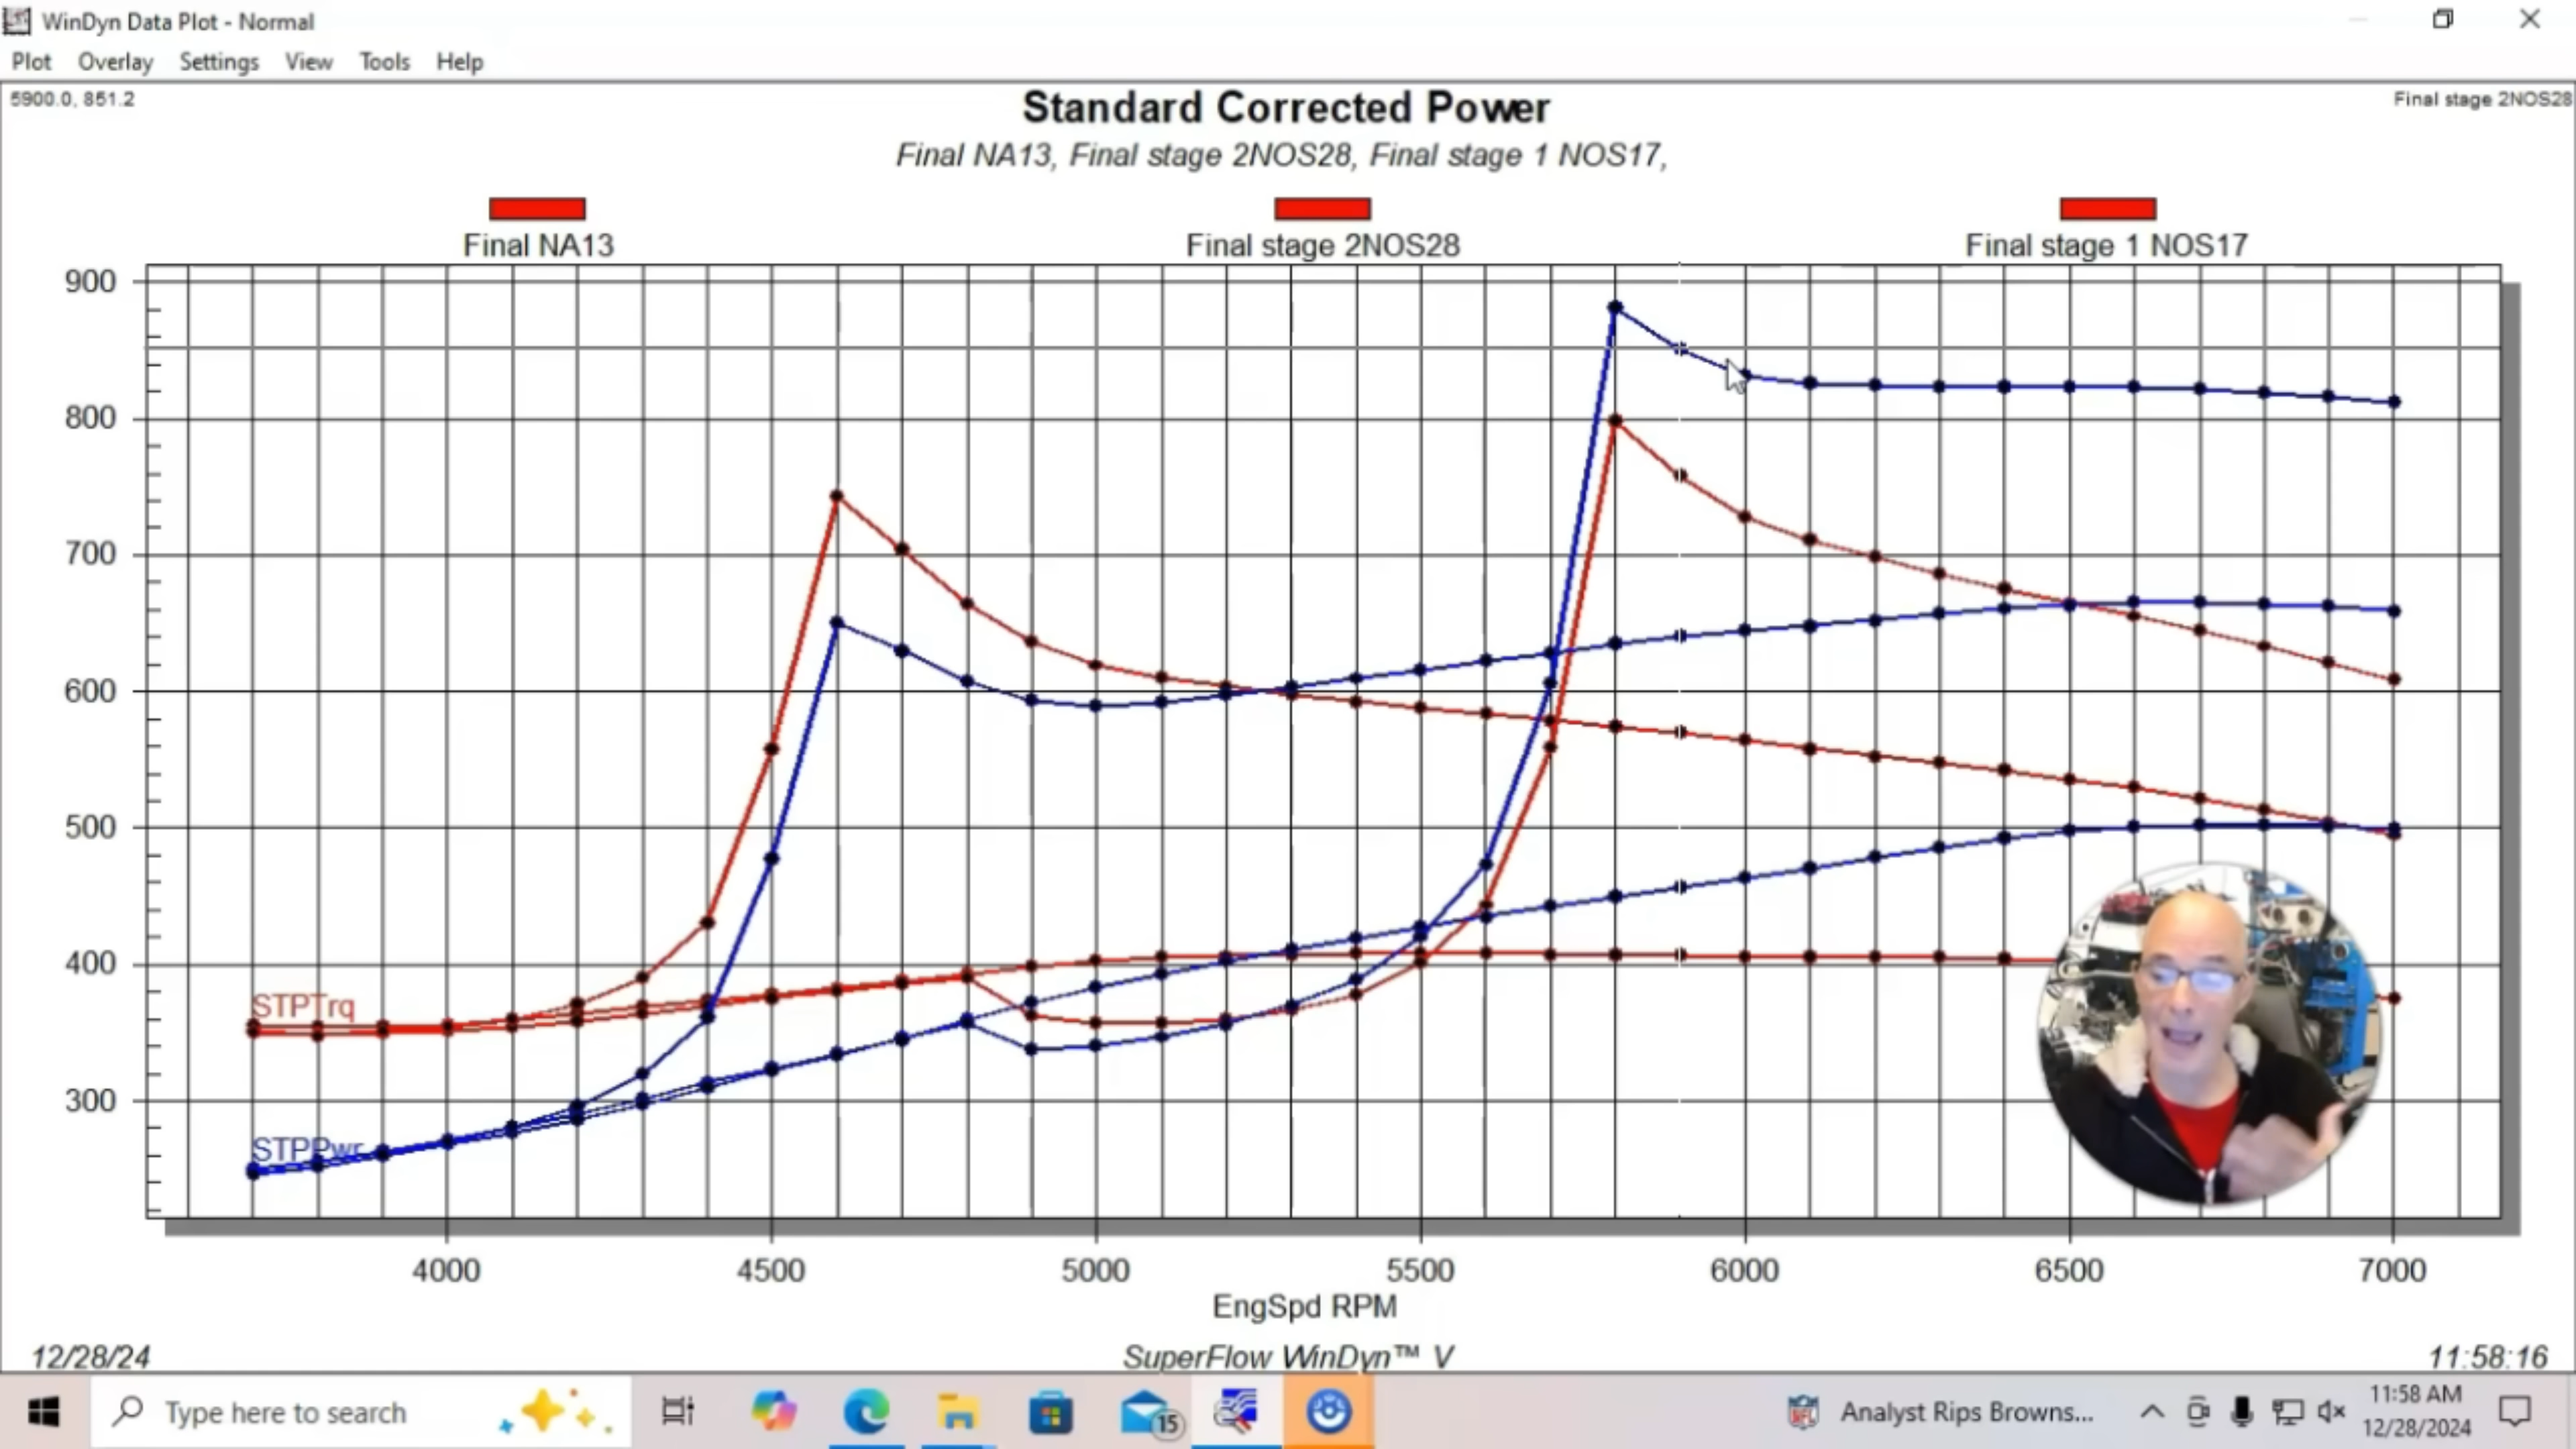 WinDyn Data Plot - Normal
Plot Overlay Settings View Tools Help
5900.0, 851.2
Final stage 2NOS28
Standard Corrected Power
Final NA13, Final stage 2NOS28, Final stage 1 NOS17,
Final NA13
Final stage 2NOS28
Final stage 1 NOS17
900
800
700
600
500
400
300
STPTrq
STPPwr
4000 4500 5000 5500 6000 6500 7000
EngSpd RPM
12/28/24
SuperFlow WinDyn™ V
11:58:16
Type here to search
15
NFL
Analyst Rips Browns...
11:58 AM
12/28/2024